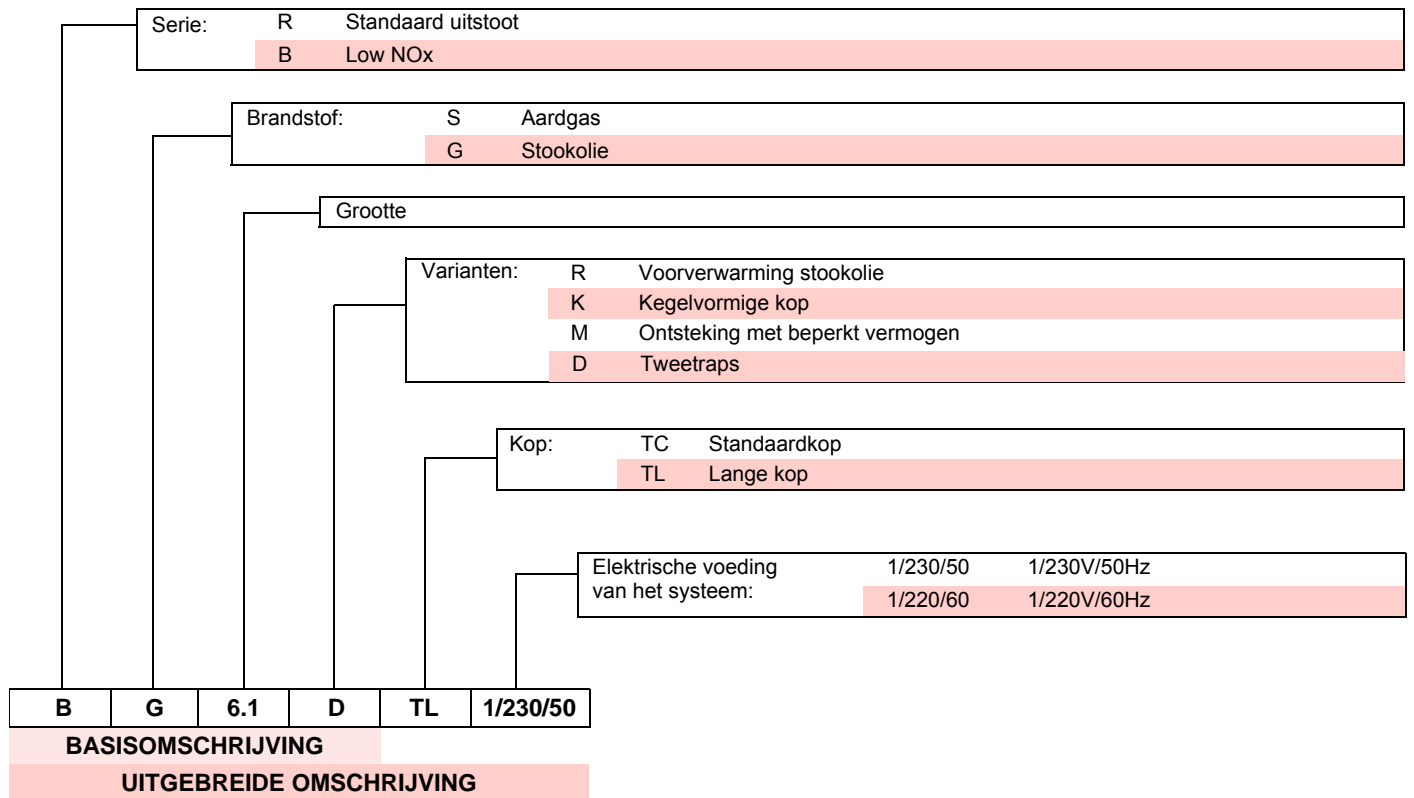 Serie: R Standaard uitstoot
B Low NOx
Brandstof: S Aardgas
G Stookolie
Grootte
Varianten: R Voorverwarming stookolie
K Kegelvormige kop
M Ontsteking met beperkt vermogen
D Tweetraps
Kop: TC Standaardkop
TL Lange kop
Elektrische voeding 1/230/50 1/230V/50Hz
van het systeem: 1/220/60 1/220V/60Hz
B G 6.1 D TL 1/230/50
BASISOMSCHRIJVING
UITGEBREIDE OMSCHRIJVING